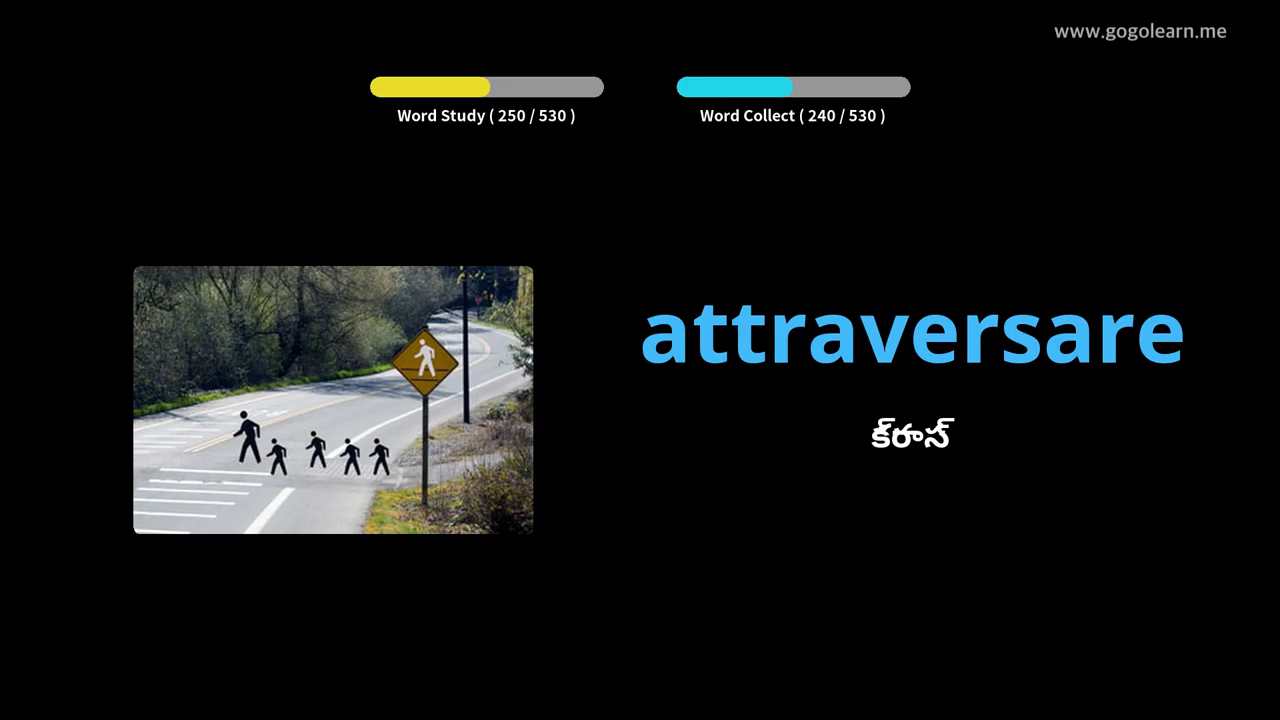 www.gogolearn.me
Word Study ( 250 / 530 )
Word Collect ( 240 / 530 )
attraversare
క్‌రాస్